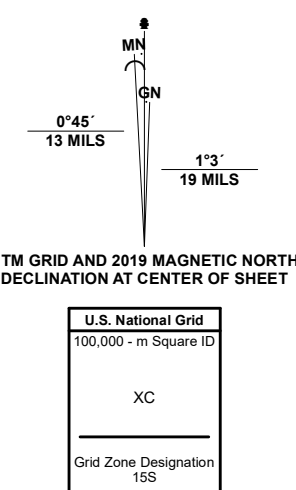 MN
GN
0°45´
13 MILS
1°3´
19 MILS
TM GRID AND 2019 MAGNETIC NORTH
DECLINATION AT CENTER OF SHEET
U.S. National Grid
100,000 - m Square ID
XC
Grid Zone Designation
15S